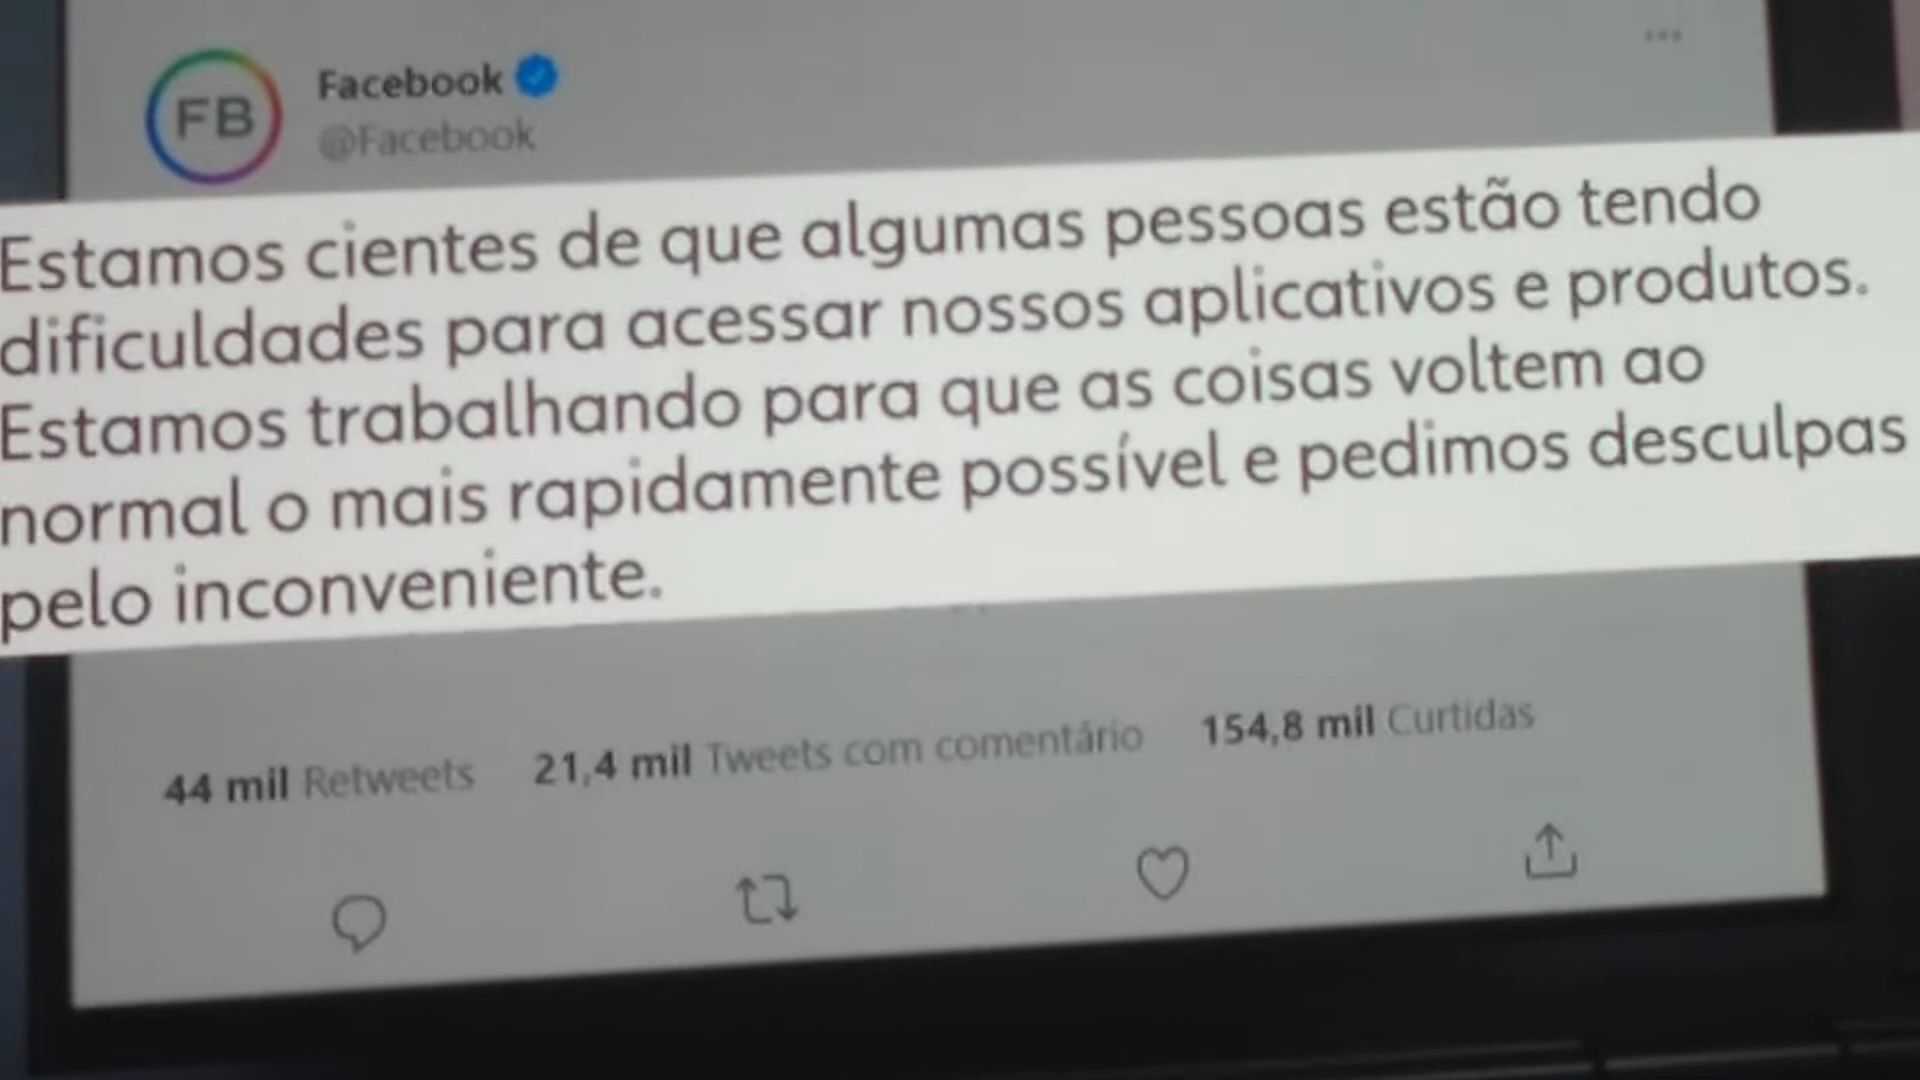 FB
Facebook
@Facebook
Estamos cientes de que algumas pessoas estão tendo
dificuldades para acessar nossos aplicativos e produtos.
Estamos trabalhando para que as coisas voltem ao
normal o mais rapidamente possível e pedimos desculpas
pelo inconveniente.
44 mil Retweets 21,4 mil Tweets com comentário 154,8 mil Curtidas